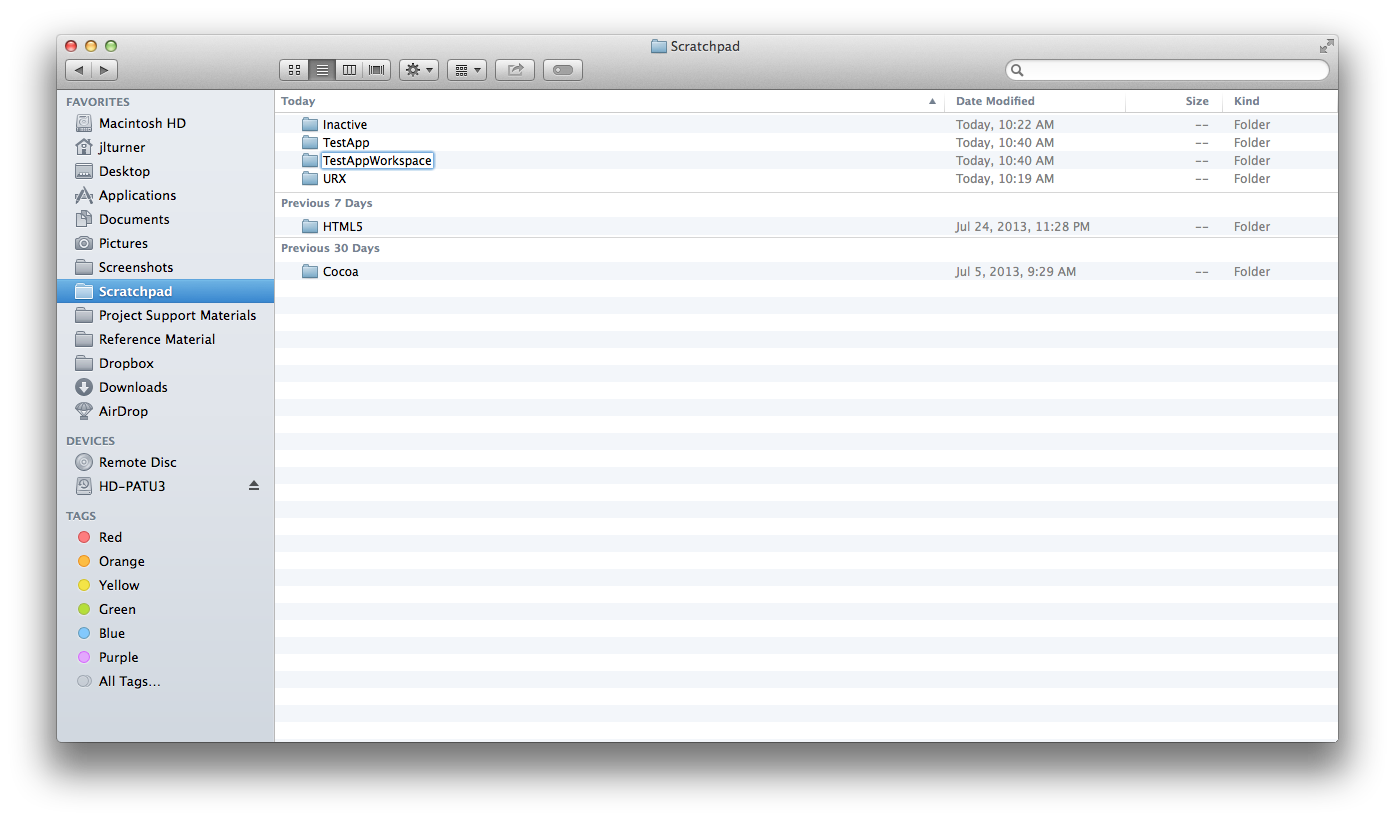 Scratchpad
FAVORITES
Macintosh HD
jlturner
Desktop
Applications
Documents
Pictures
Screenshots
Scratchpad
Project Support Materials
Reference Material
Dropbox
Downloads
AirDrop
DEVICES
Remote Disc
HD-PATU3
TAGS
Red
Orange
Yellow
Green
Blue
Purple
All Tags...
Today Date Modified Size Kind
Inactive Today, 10:22 AM -- Folder
TestApp Today, 10:40 AM -- Folder
TestAppWorkspace Today, 10:40 AM -- Folder
URX Today, 10:19 AM -- Folder
Previous 7 Days
HTML5 Jul 24, 2013, 11:28 PM -- Folder
Previous 30 Days
Cocoa Jul 5, 2013, 9:29 AM -- Folder